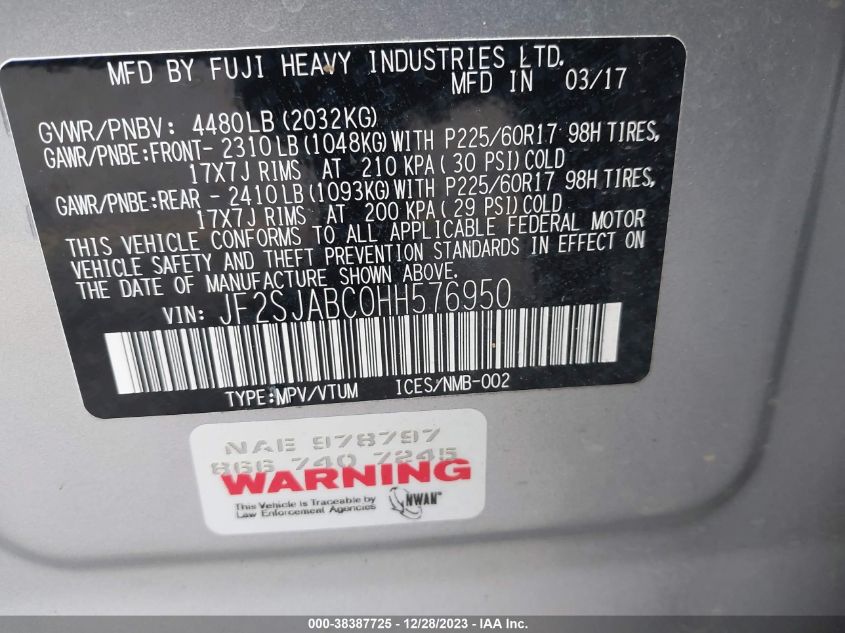 MFD BY FUJI HEAVY INDUSTRIES LTD.
MFD IN 03/17
GVWR/PNBV: 4480LB(2032KG)
GAWR/PNBE:FRONT- 2310LB(1048KG)WITH P225/60R17 98H TIRES,
17X7J RIMS AT 210 KPA( 30 PSI)COLD
GAWR/PNBE:REAR - 2410LB(1093KG)WITH P225/60R17 98H TIRES,
17X7J RIMS AT 200 KPA( 29 PSI)COLD
THIS VEHICLE CONFORMS TO ALL APPLICABLE FEDERAL MOTOR
VEHICLE SAFETY AND THEFT PREVENTION STANDARDS IN EFFECT ON
THE DATE OF MANUFACTURE SHOWN ABOVE.
VIN: JF2SJABC0HH576950
TYPE:MPV/VTUM ICES/NMB-002
NAE 978797
866 740 7245
WARNING
This Vehicle is Traceable by
Law Enforcement Agencies
NWAN™
000-38387725 - 12/28/2023 - IAA Inc.